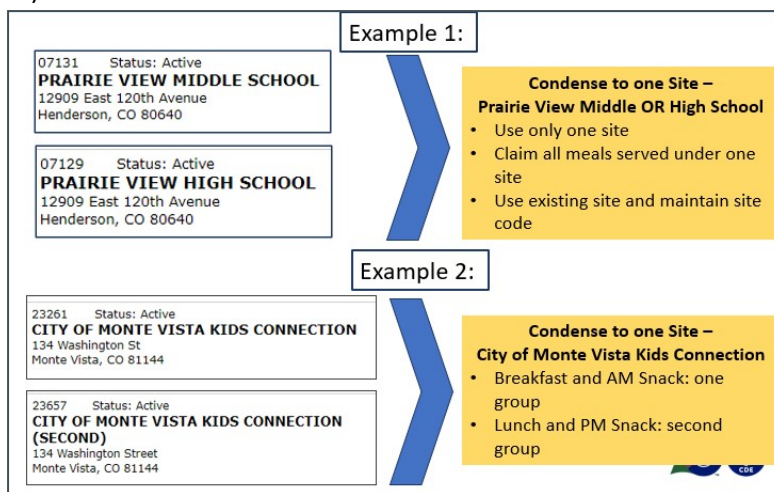 Example 1:
07131 Status: Active
PRAIRIE VIEW MIDDLE SCHOOL
12909 East 120th Avenue
Henderson, CO 80640
07129 Status: Active
PRAIRIE VIEW HIGH SCHOOL
12909 East 120th Avenue
Henderson, CO 80640
Condense to one Site –
Prairie View Middle OR High School
• Use only one site
• Claim all meals served under one
site
• Use existing site and maintain site
code
Example 2:
23261 Status: Active
CITY OF MONTE VISTA KIDS CONNECTION
134 Washington St
Monte Vista, CO 81144
23657 Status: Active
CITY OF MONTE VISTA KIDS CONNECTION
(SECOND)
134 Washington Street
Monte Vista, CO 81144
Condense to one Site –
City of Monte Vista Kids Connection
• Breakfast and AM Snack: one
group
• Lunch and PM Snack: second
group
CDE